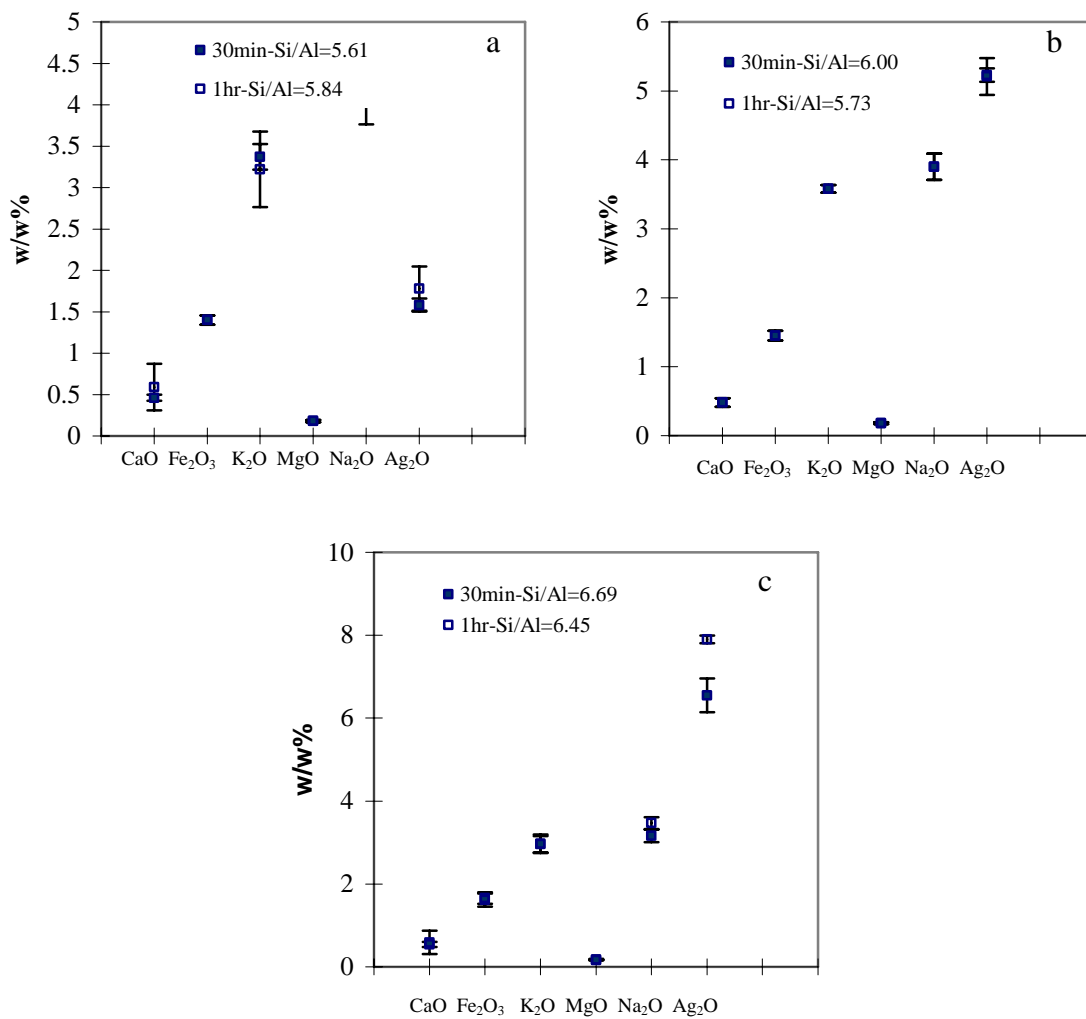 a
30min-Si/Al=5.61
1hr-Si/Al=5.84
w/w%
5
4.5
4
3.5
3
2.5
2
1.5
1
0.5
0
CaO Fe₂O₃ K₂O MgO Na₂O Ag₂O
b
30min-Si/Al=6.00
1hr-Si/Al=5.73
w/w%
6
5
4
3
2
1
0
CaO Fe₂O₃ K₂O MgO Na₂O Ag₂O
c
30min-Si/Al=6.69
1hr-Si/Al=6.45
w/w%
10
8
6
4
2
0
CaO Fe₂O₃ K₂O MgO Na₂O Ag₂O